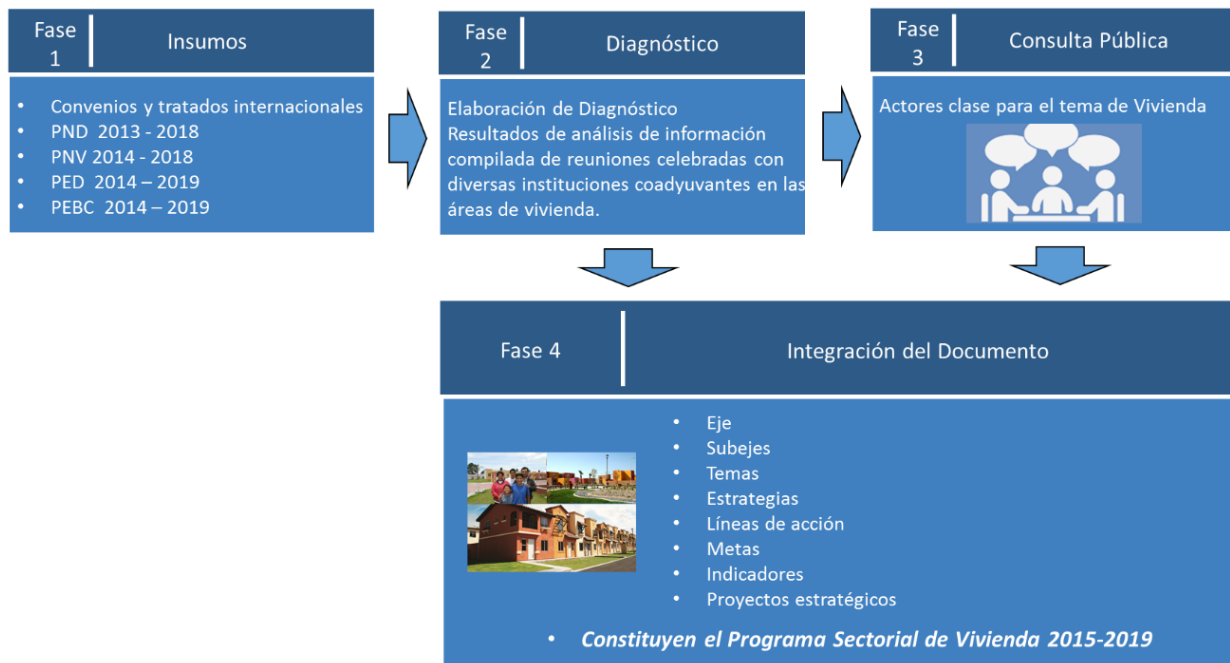 Fase 1
Insumos
• Convenios y tratados internacionales
• PND 2013 - 2018
• PNV 2014 - 2018
• PED 2014 – 2019
• PEBC 2014 – 2019
Fase 2
Diagnóstico
Elaboración de Diagnóstico
Resultados de análisis de información
compilada de reuniones celebradas con
diversas instituciones coadyuvantes en las
áreas de vivienda.
Fase 3
Consulta Pública
Actores clase para el tema de Vivienda
Fase 4
Integración del Documento
• Eje
• Subejes
• Temas
• Estrategias
• Líneas de acción
• Metas
• Indicadores
• Proyectos estratégicos
• Constituyen el Programa Sectorial de Vivienda 2015-2019